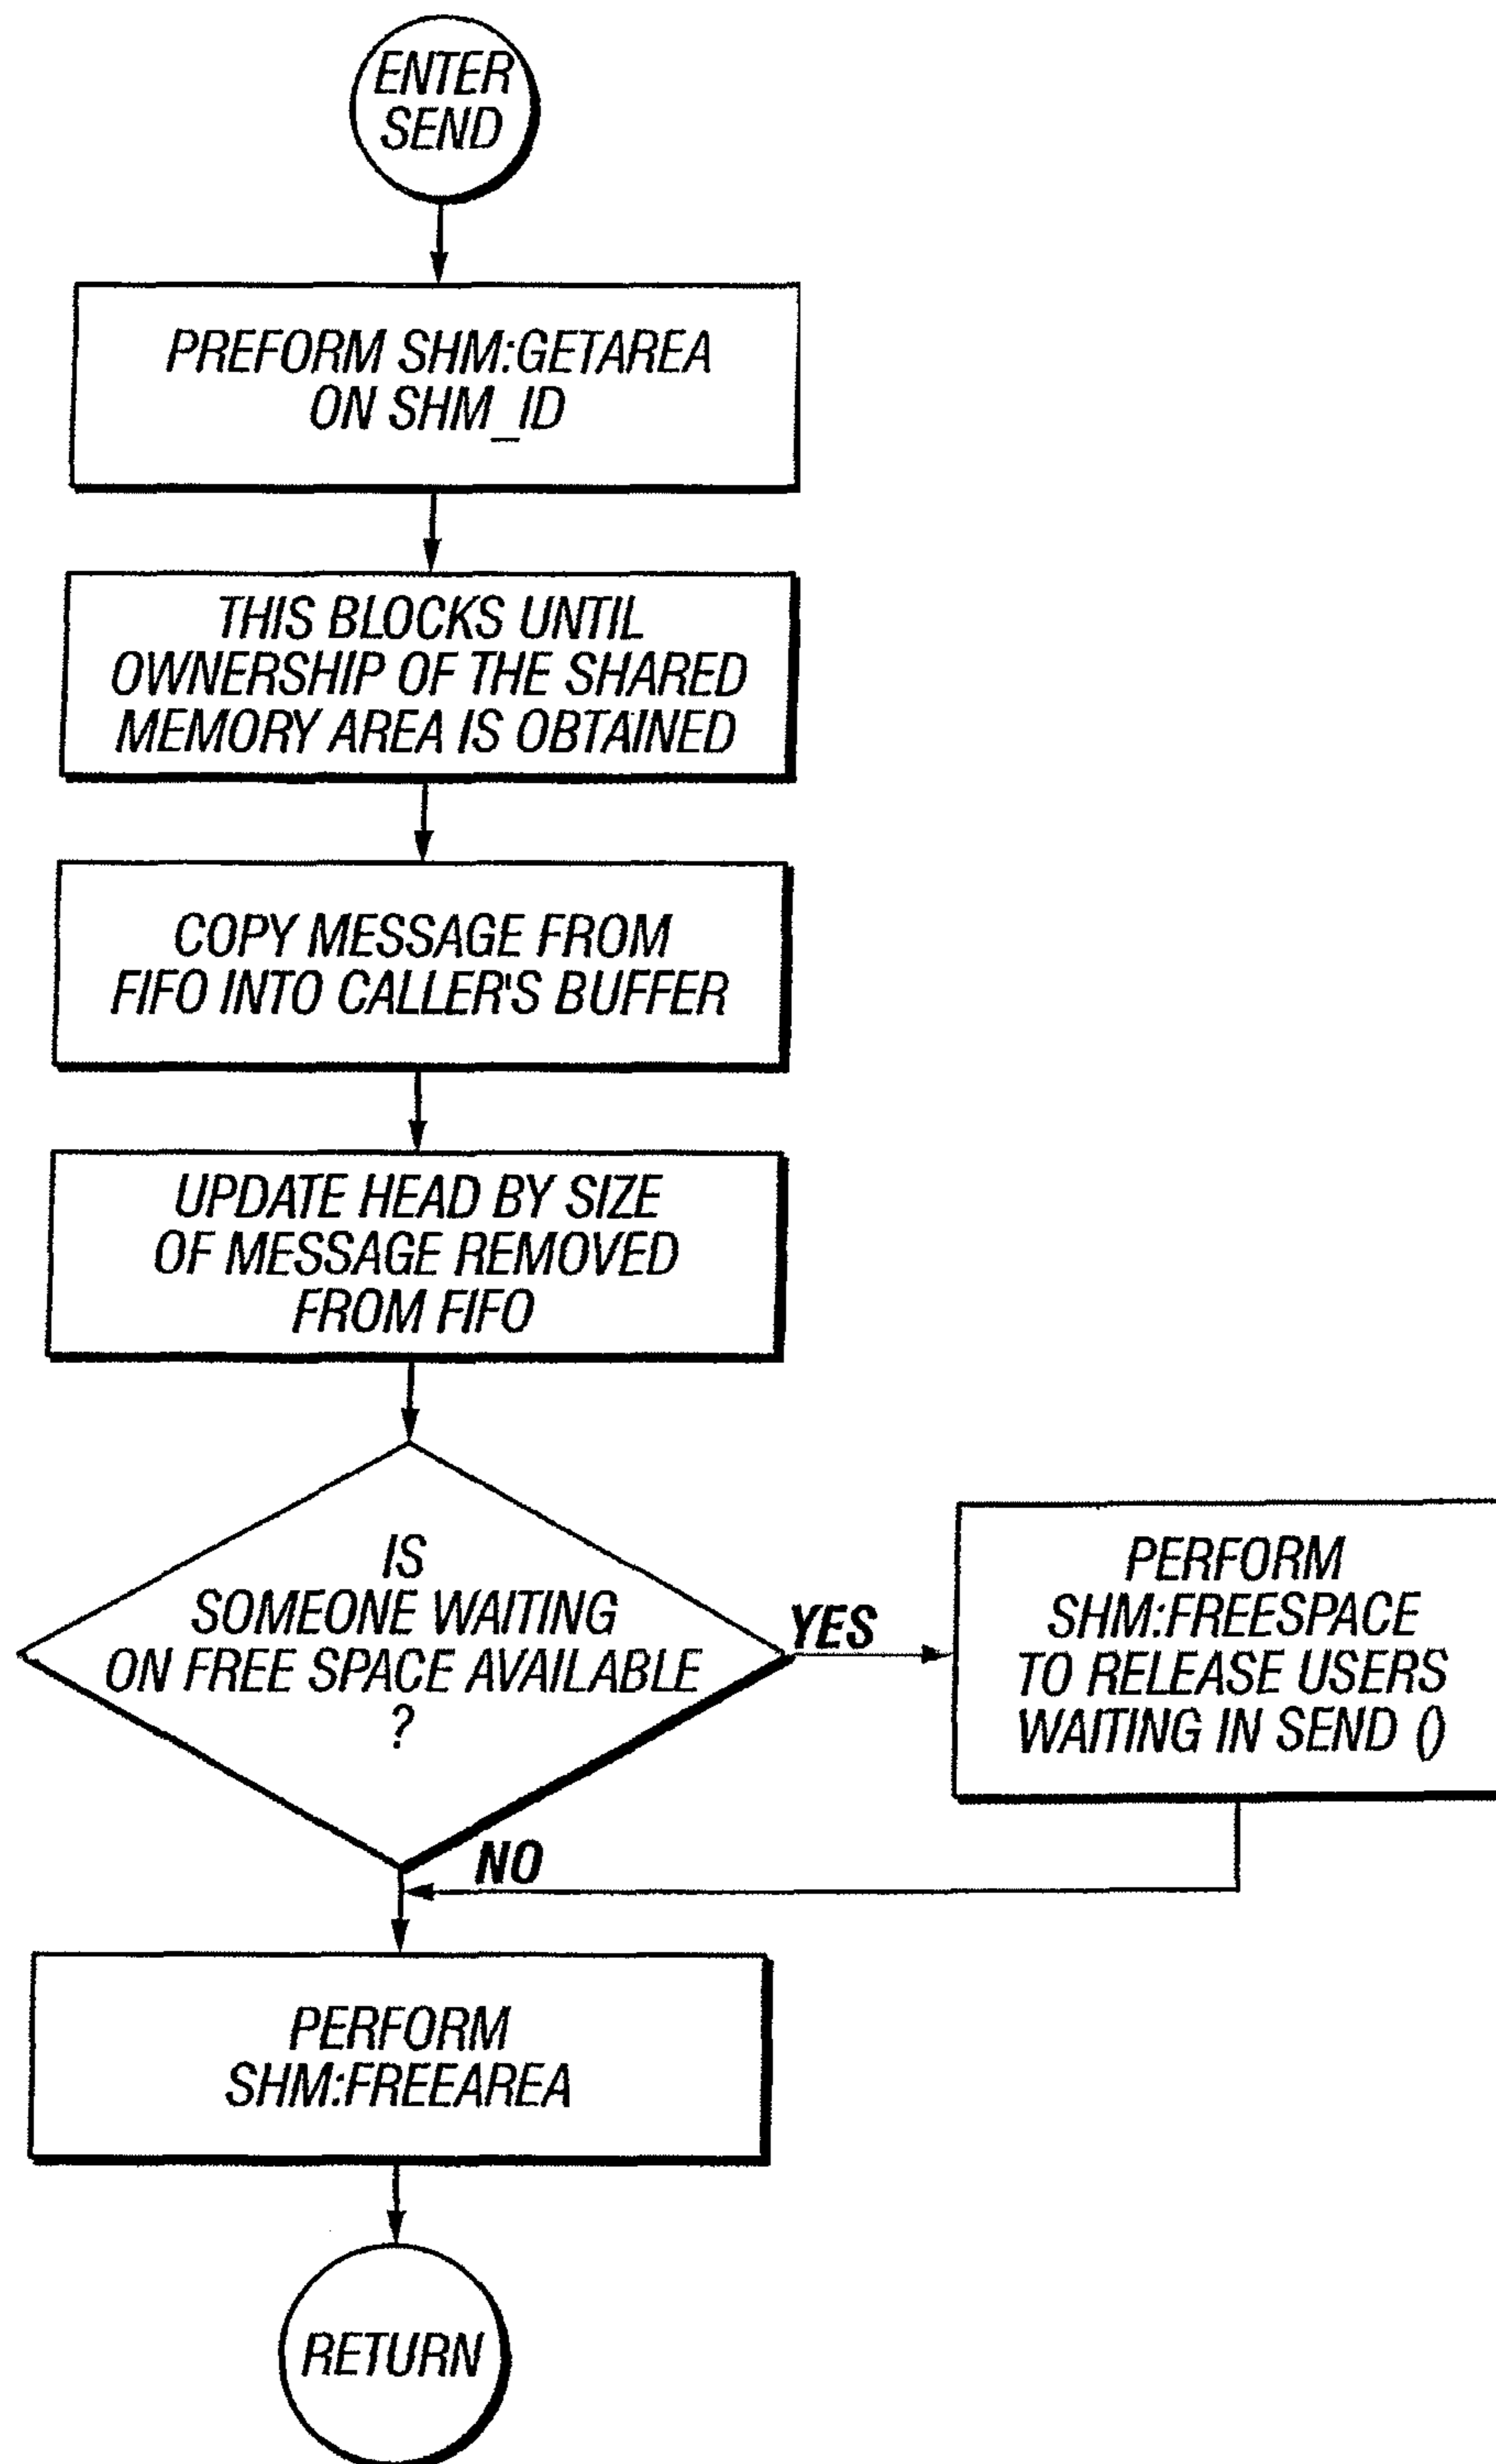 ENTER
SEND
PREFORM SHM:GETAREA
ON SHM_ID
THIS BLOCKS UNTIL
OWNERSHIP OF THE SHARED
MEMORY AREA IS OBTAINED
COPY MESSAGE FROM
FIFO INTO CALLER'S BUFFER
UPDATE HEAD BY SIZE
OF MESSAGE REMOVED
FROM FIFO
IS
SOMEONE WAITING
ON FREE SPACE AVAILABLE
?
YES
PERFORM
SHM:FREESPACE
TO RELEASE USERS
WAITING IN SEND ()
NO
PERFORM
SHM:FREEAREA
RETURN